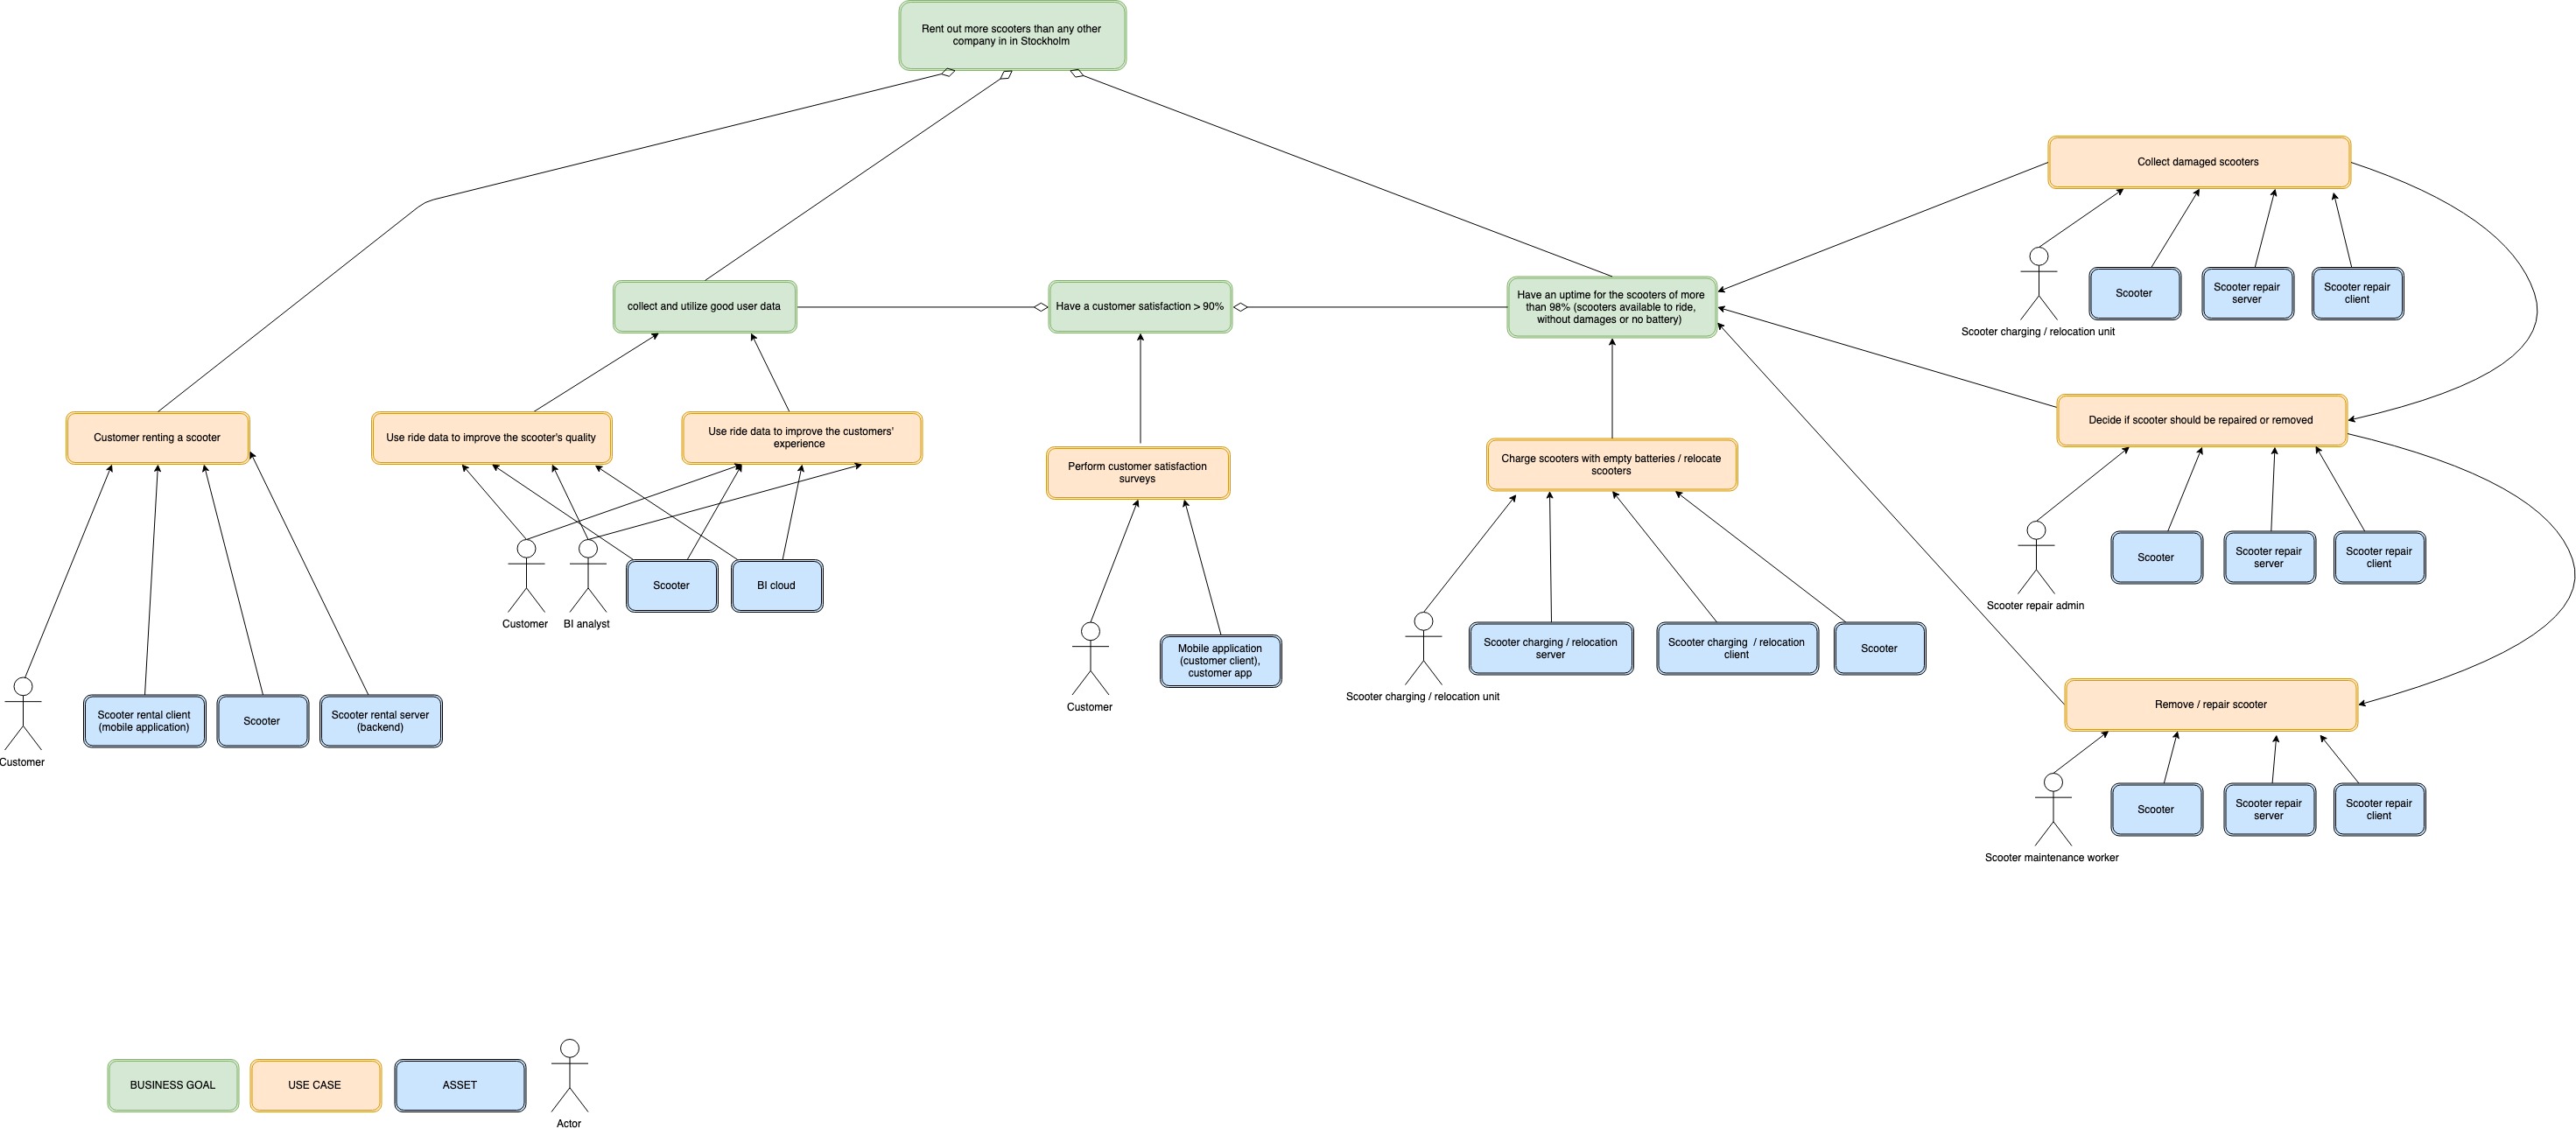 Rent out more scooters than any other
company in in Stockholm
Collect damaged scooters
Scooter charging / relocation unit
Scooter
Scooter repair
server
Scooter repair
client
collect and utilize good user data
Have a customer satisfaction > 90%
Have an uptime for the scooters of more
than 98% (scooters available to ride,
without damages or no battery)
Customer renting a scooter
Use ride data to improve the scooter's quality
Use ride data to improve the customers'
experience
Perform customer satisfaction
surveys
Charge scooters with empty batteries / relocate
scooters
Decide if scooter should be repaired or removed
Scooter repair admin
Scooter
Scooter repair
server
Scooter repair
client
Customer
BI analyst
Scooter
BI cloud
Customer
Mobile application
(customer client),
customer app
Scooter charging / relocation unit
Scooter charging / relocation
server
Scooter charging  / relocation
client
Scooter
Customer
Scooter rental client
(mobile application)
Scooter
Scooter rental server
(backend)
Remove / repair scooter
Scooter maintenance worker
Scooter
Scooter repair
server
Scooter repair
client
BUSINESS GOAL
USE CASE
ASSET
Actor